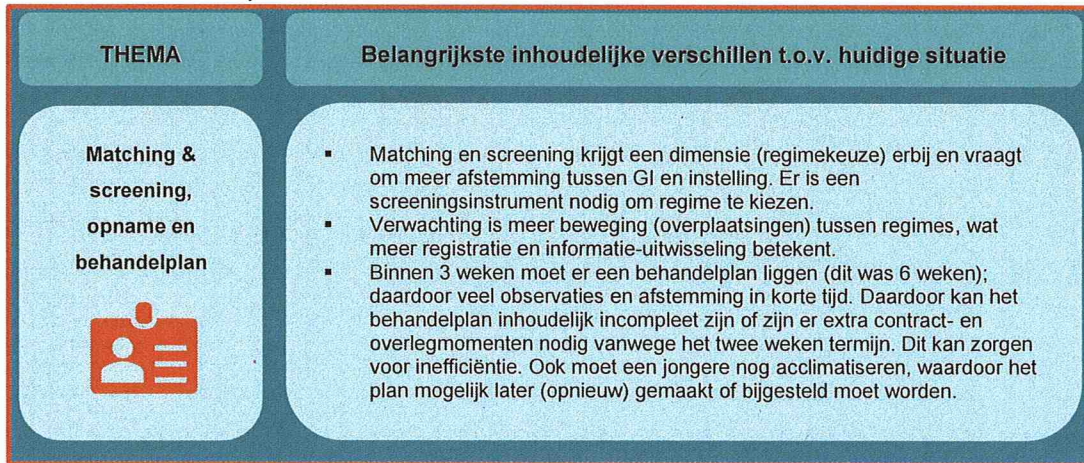 THEMA
Belangrijkste inhoudelijke verschillen t.o.v. huidige situatie
Matching &
screening,
opname en
behandelplan
▪ Matching en screening krijgt een dimensie (regimekeuze) erbij en vraagt
om meer afstemming tussen GI en instelling. Er is een
screeningsinstrument nodig om regime te kiezen.
▪ Verwachting is meer beweging (overplaatsingen) tussen regimes, wat
meer registratie en informatie-uitwisseling betekent.
▪ Binnen 3 weken moet er een behandelplan liggen (dit was 6 weken);
daardoor veel observaties en afstemming in korte tijd. Daardoor kan het
behandelplan inhoudelijk incompleet zijn of zijn er extra contract- en
overlegmomenten nodig vanwege het twee weken termijn. Dit kan zorgen
voor inefficiëntie. Ook moet een jongere nog acclimatiseren, waardoor het
plan mogelijk later (opnieuw) gemaakt of bijgesteld moet worden.